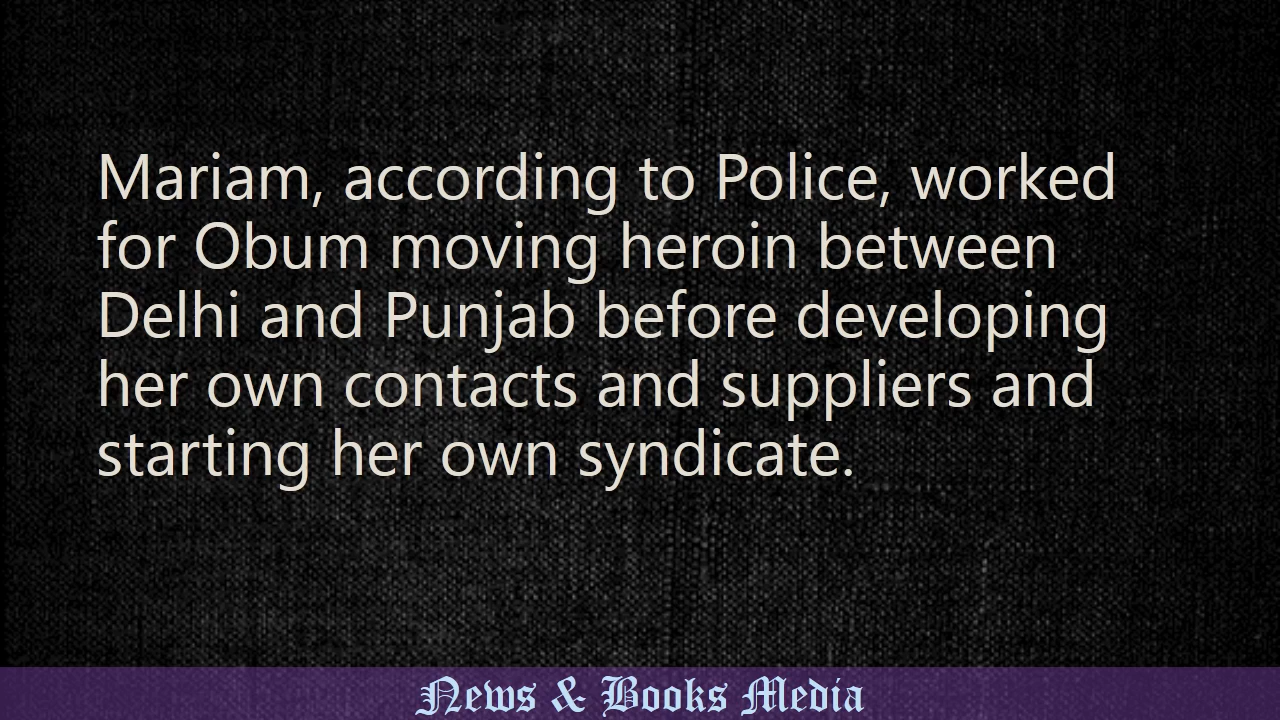 Mariam, according to Police, worked
for Obum moving heroin between
Delhi and Punjab before developing
her own contacts and suppliers and
starting her own syndicate.
News & Books Media